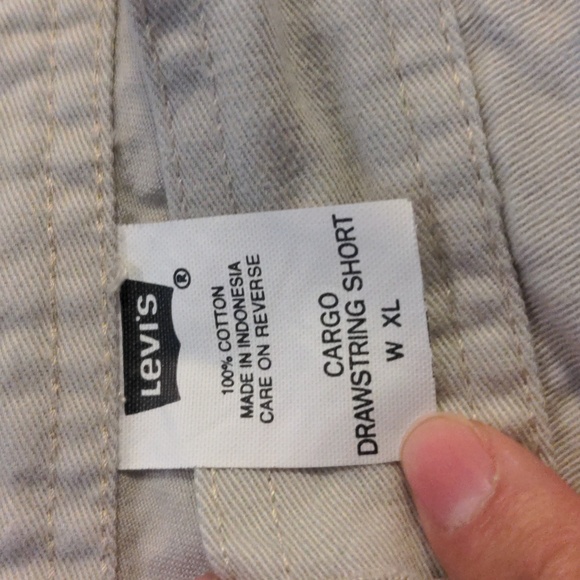 Levi's ®
100% COTTON
MADE IN INDONESIA
CARE ON REVERSE
CARGO
DRAWSTRING SHORT
W XL